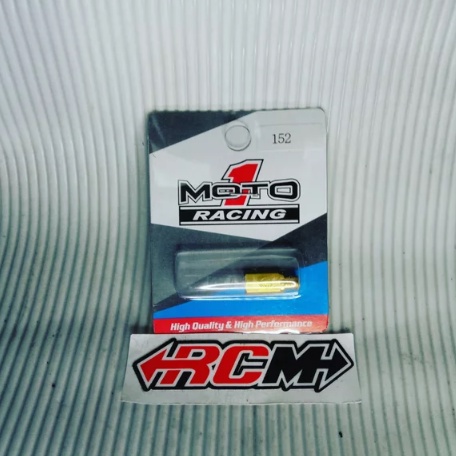 152
MOTO
1
RACING
High Quality & High Performance
RCM